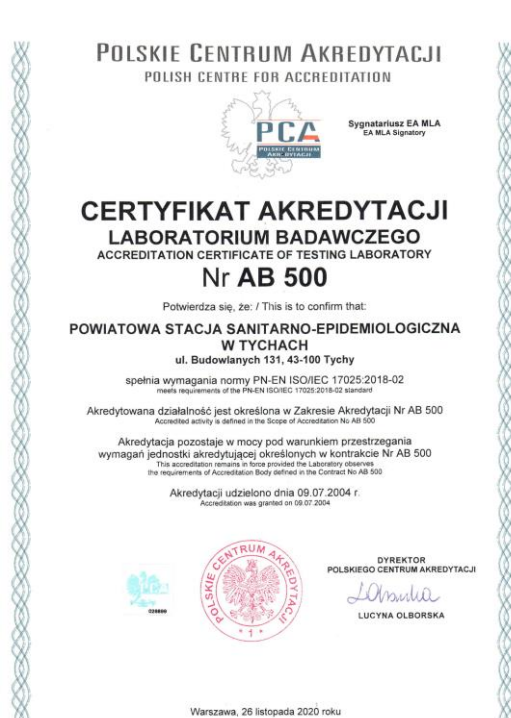 POLSKIE CENTRUM AKREDYTACJI
POLISH CENTRE FOR ACCREDITATION
PCA
POLSKIE CENTRUM
AKREDYTACJI
Sygnatariusz EA MLA
EA MLA Signatory
CERTYFIKAT AKREDYTACJI
LABORATORIUM BADAWCZEGO
ACCREDITATION CERTIFICATE OF TESTING LABORATORY
Nr AB 500
Potwierdza się, że: / This is to confirm that:
POWIATOWA STACJA SANITARNO-EPIDEMIOLOGICZNA
W TYCHACH
ul. Budowlanych 131, 43-100 Tychy
spełnia wymagania normy PN-EN ISO/IEC 17025:2018-02
meets requirements of the PN-EN ISO/IEC 17025:2018-02 standard
Akredytowana działalność jest określona w Zakresie Akredytacji Nr AB 500
Accredited activity is defined in the Scope of Accreditation No AB 500
Akredytacja pozostaje w mocy pod warunkiem przestrzegania
wymagań jednostki akredytującej określonych w kontrakcie Nr AB 500
This accreditation remains in force provided the Laboratory observes
the requirements of Accreditation Body defined in the Contract No AB 500
Akredytacji udzielono dnia 09.07.2004 r.
Accreditation was granted on 09.07.2004
PCA
POLSKIE CENTRUM AKREDYTACJI
* 1 *
DYREKTOR
POLSKIEGO CENTRUM AKREDYTACJI
LUCYNA OLBORSKA
Warszawa, 26 listopada 2020 roku